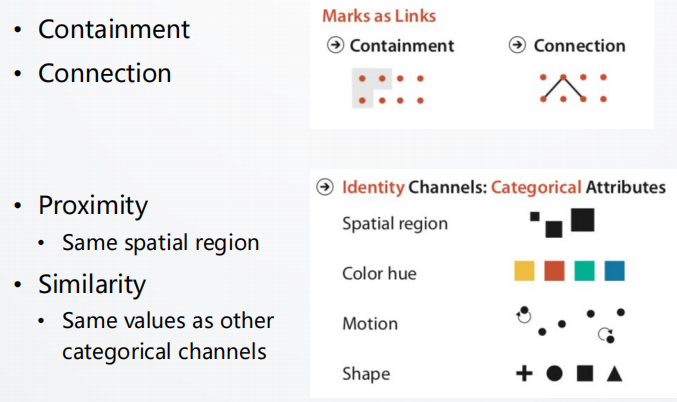 • Containment
• Connection
Marks as Links
Containment
Connection
• Proximity
• Same spatial region
• Similarity
• Same values as other
categorical channels
Identity Channels: Categorical Attributes
Spatial region
Color hue
Motion
Shape